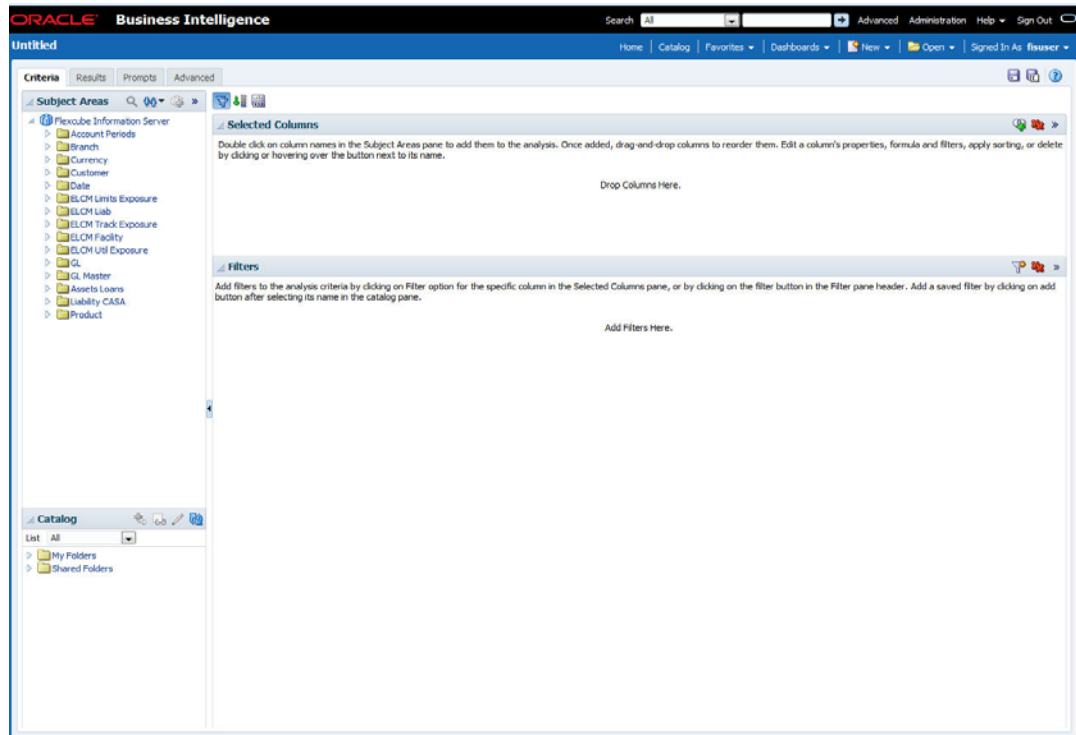 ORACLE Business Intelligence Search All Advanced Administration Help Sign Out
Untitled Home Catalog Favorites Dashboards New Open Signed In As fisuser
Criteria Results Prompts Advanced
Subject Areas
Flexcube Information Server
Account Periods
Branch
Currency
Customer
Date
ELCM Limits Exposure
ELCM Liab
ELCM Track Exposure
ELCM Facility
ELCM Util Exposure
GL
GL Master
Assets Loans
Liability CASA
Product
Catalog
List All
My Folders
Shared Folders
Selected Columns
Double click on column names in the Subject Areas pane to add them to the analysis. Once added, drag-and-drop columns to reorder them. Edit a column's properties, formula and filters, apply sorting, or delete
by clicking or hovering over the button next to its name.
Drop Columns Here.
Filters
Add filters to the analysis criteria by clicking on Filter option for the specific column in the Selected Columns pane, or by clicking on the filter button in the Filter pane header. Add a saved filter by clicking on add
button after selecting its name in the catalog pane.
Add Filters Here.